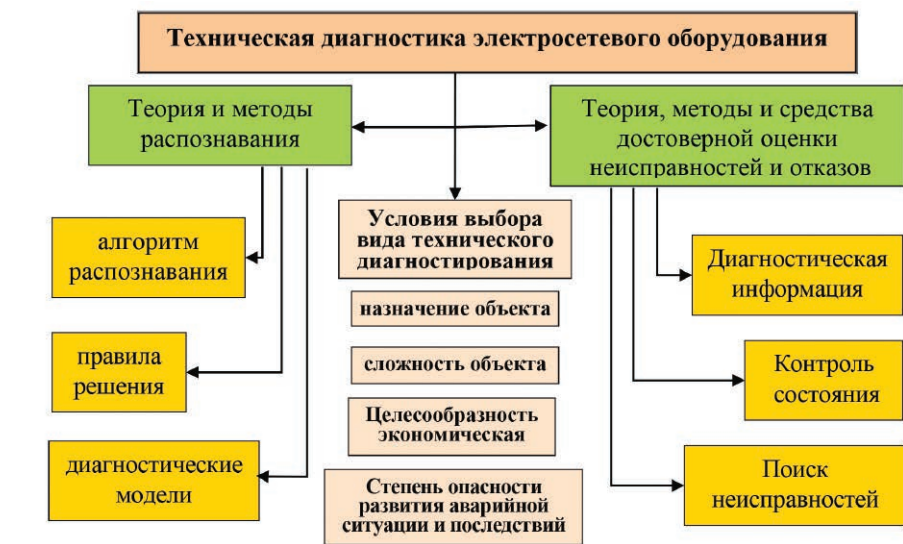 Техническая диагностика электросетевого оборудования
Теория и методы
распознавания
Теория, методы и средства
достоверной оценки
неисправностей и отказов
Условия выбора
вида технического
диагностирования
алгоритм
распознавания
Диагностическая
информация
назначение объекта
правила
решения
сложность объекта
Контроль
состояния
Целесообразность
экономическая
диагностические
модели
Степень опасности
развития аварийной
ситуации и последствий
Поиск
неисправностей